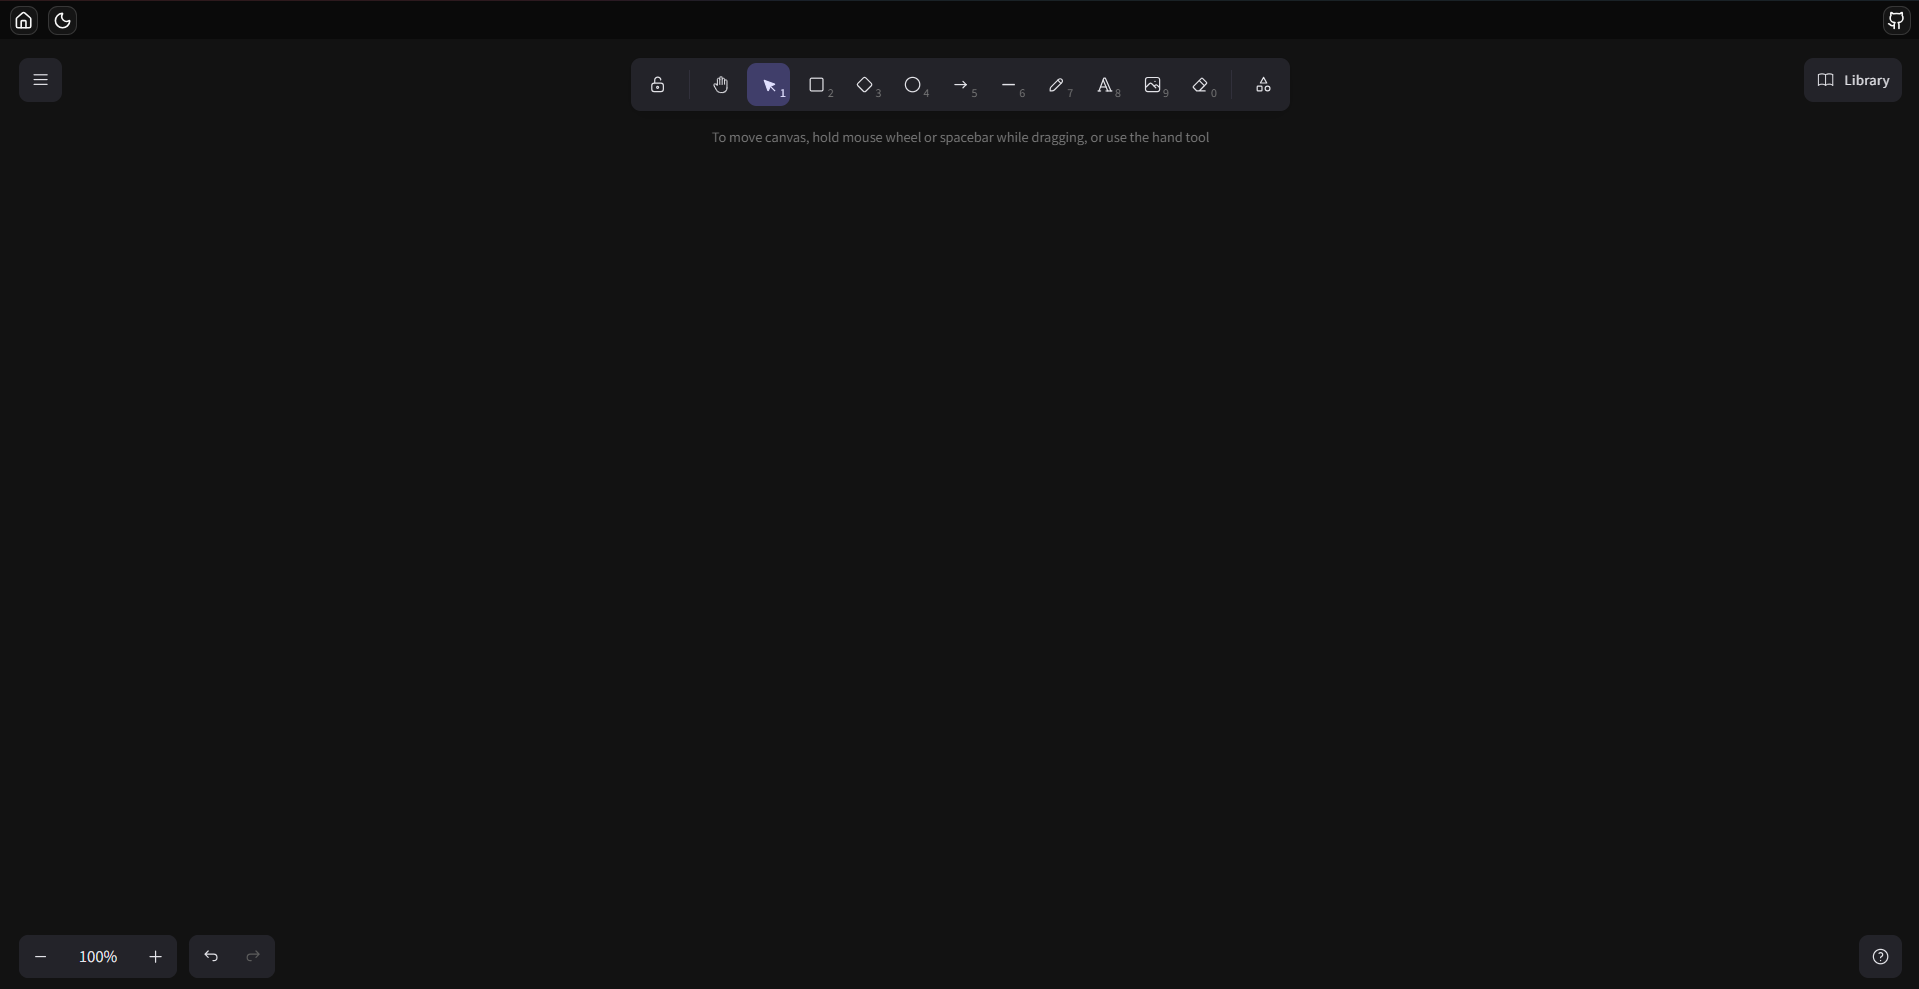 Library
1 2 3 4 5 6 7 8 9 0
To move canvas, hold mouse wheel or spacebar while dragging, or use the hand tool
100%